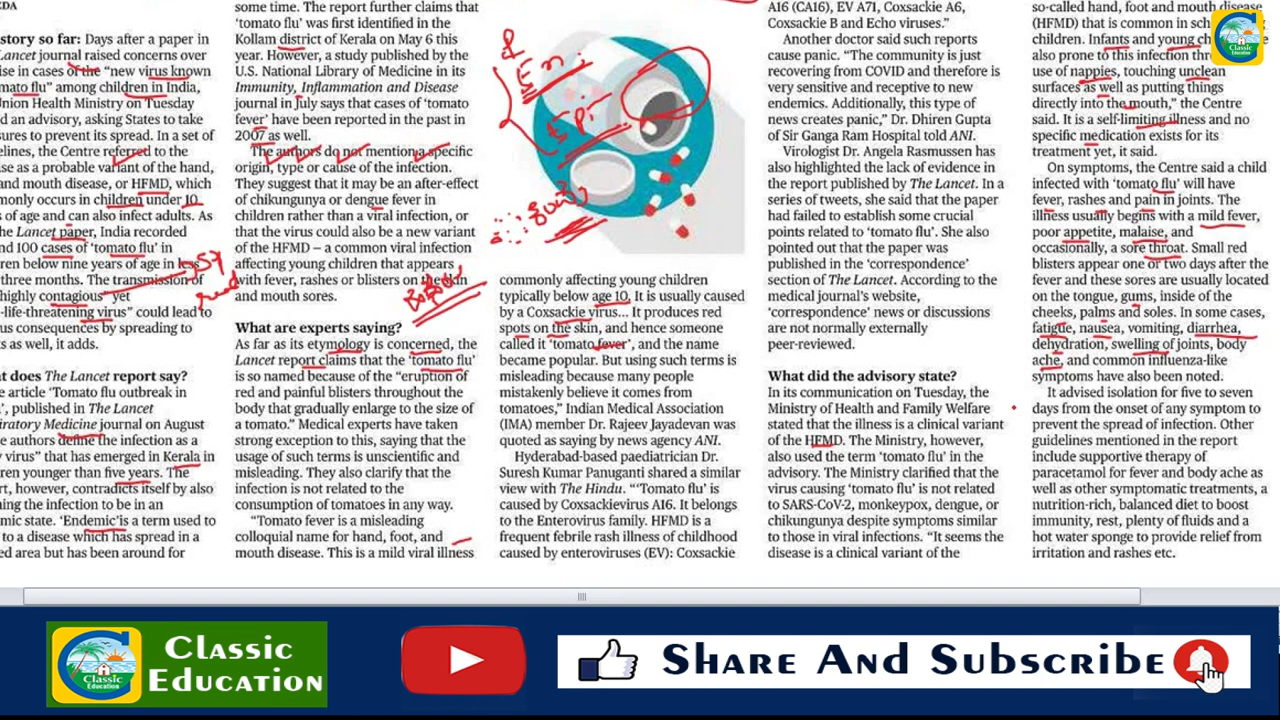 EDA
story so far: Days after a paper in
Lancet journal raised concerns over
ise in cases of the “new virus known
mato flu” among children in India,
Union Health Ministry on Tuesday
d an advisory, asking States to take
sures to prevent its spread. In a set of
elines, the Centre referred to the
se as a probable variant of the hand,
and mouth disease, or HFMD, which
monly occurs in children under 10
s of age and can also infect adults. As
he Lancet paper, India recorded
nd 100 cases of ‘tomato flu’ in
ren below nine years of age in less
three months. The transmission of
highly contagious yet
-life-threatening virus” could lead to
us consequences by spreading to
ts as well, it adds.
at does The Lancet report say?
e article ‘Tomato flu outbreak in
’, published in The Lancet
iratory Medicine journal on August
e authors define the infection as a
y virus” that has emerged in Kerala in
ren younger than five years. The
rt, however, contradicts itself by also
ning the infection to be in an
mic state. ‘Endemic’ is a term used to
to a disease which has spread in a
ed area but has been around for
some time. The report further claims that
‘tomato flu’ was first identified in the
Kollam district of Kerala on May 6 this
year. However, a study published by the
U.S. National Library of Medicine in its
Immunity, Inflammation and Disease
journal in July says that cases of ‘tomato
fever’ have been reported in the past in
2007 as well.
The authors do not mention a specific
origin, type or cause of the infection.
They suggest that it may be an after-effect
of chikungunya or dengue fever in
children rather than a viral infection, or
that the virus could also be a new variant
of the HFMD – a common viral infection
affecting young children that appears
with fever, rashes or blisters on the skin
and mouth sores.
What are experts saying?
As far as its etymology is concerned, the
Lancet report claims that the ‘tomato flu’
is so named because of the “eruption of
red and painful blisters throughout the
body that gradually enlarge to the size of
a tomato.” Medical experts have taken
strong exception to this, saying that the
usage of such terms is unscientific and
misleading. They also clarify that the
infection is not related to the
consumption of tomatoes in any way.
“Tomato fever is a misleading
colloquial name for hand, foot, and
mouth disease. This is a mild viral illness
commonly affecting young children
typically below age 10. It is usually caused
by a Coxsackie virus... It produces red
spots on the skin, and hence someone
called it ‘tomato fever’, and the name
became popular. But using such terms is
misleading because many people
mistakenly believe it comes from
tomatoes,” Indian Medical Association
(IMA) member Dr. Rajeev Jayadevan was
quoted as saying by news agency ANI.
Hyderabad-based paediatrician Dr.
Suresh Kumar Panuganti shared a similar
view with The Hindu. “‘Tomato flu’ is
caused by Coxsackievirus A16. It belongs
to the Enterovirus family. HFMD is a
frequent febrile rash illness of childhood
caused by enteroviruses (EV): Coxsackie
A16 (CA16), EV A71, Coxsackie A6,
Coxsackie B and Echo viruses.”
Another doctor said such reports
cause panic. “The community is just
recovering from COVID and therefore is
very sensitive and receptive to new
endemics. Additionally, this type of
news creates panic,” Dr. Dhiren Gupta
of Sir Ganga Ram Hospital told ANI.
Virologist Dr. Angela Rasmussen has
also highlighted the lack of evidence in
the report published by The Lancet. In a
series of tweets, she said that the paper
had failed to establish some crucial
points related to ‘tomato flu’. She also
pointed out that the paper was
published in the ‘correspondence’
section of The Lancet. According to the
medical journal’s website,
‘correspondence’ news or discussions
are not normally externally
peer-reviewed.
What did the advisory state?
In its communication on Tuesday, the
Ministry of Health and Family Welfare
stated that the illness is a clinical variant
of the HFMD. The Ministry, however,
also used the term ‘tomato flu’ in the
advisory. The Ministry clarified that the
virus causing ‘tomato flu’ is not related
to SARS-CoV-2, monkeypox, dengue, or
chikungunya despite symptoms similar
to those in viral infections. “It seems the
disease is a clinical variant of the
so-called hand, foot and mouth disease
(HFMD) that is common in sch
children. Infants and young ch
also prone to this infection thr
use of nappies, touching unclean
surfaces as well as putting things
directly into the mouth,” the Centre
said. It is a self-limiting illness and no
specific medication exists for its
treatment yet, it said.
On symptoms, the Centre said a child
infected with ‘tomato flu’ will have
fever, rashes and pain in joints. The
illness usually begins with a mild fever,
poor appetite, malaise, and
occasionally, a sore throat. Small red
blisters appear one or two days after the
fever and these sores are usually located
on the tongue, gums, inside of the
cheeks, palms and soles. In some cases,
fatigue, nausea, vomiting, diarrhea,
dehydration, swelling of joints, body
ache, and common influenza-like
symptoms have also been noted.
It advised isolation for five to seven
days from the onset of any symptom to
prevent the spread of infection. Other
guidelines mentioned in the report
include supportive therapy of
paracetamol for fever and body ache as
well as other symptomatic treatments, a
nutrition-rich, balanced diet to boost
immunity, rest, plenty of fluids and a
hot water sponge to provide relief from
irritation and rashes etc.
Classic
Education
Classic
Education
Classic
Education
Share And Subscribe